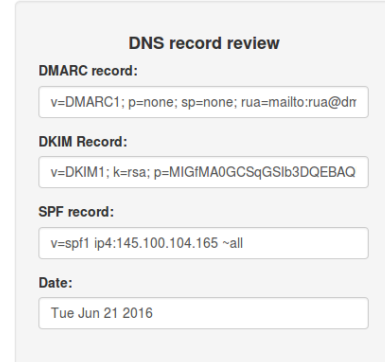 DNS record review
DMARC record:
v=DMARC1; p=none; sp=none; rua=mailto:rua@dm
DKIM Record:
v=DKIM1; k=rsa; p=MIGfMA0GCSqGSIb3DQEBAQ
SPF record:
v=spf1 ip4:145.100.104.165 ~all
Date:
Tue Jun 21 2016